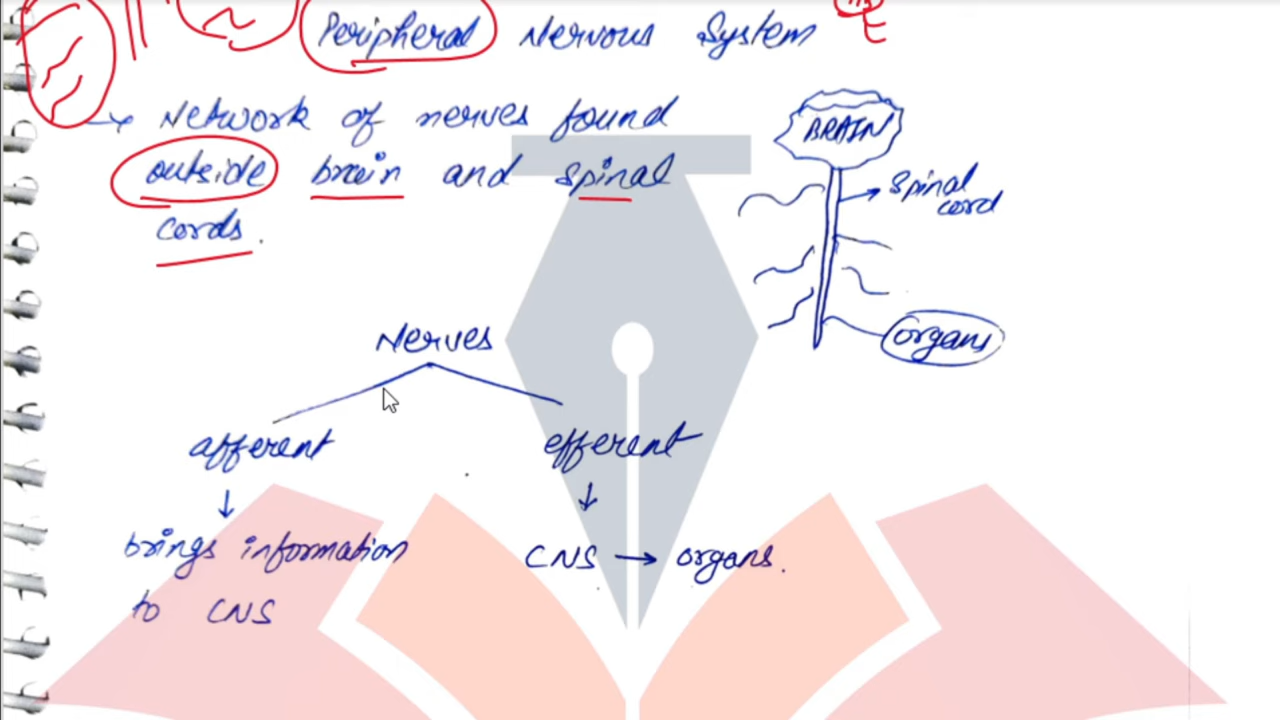 Peripheral Nervous System
→ Network of nerves found
outside brain and spinal
cords.
BRAIN
spinal
cord
organs
Nerves
afferent
efferent
↓
↓
brings information
to CNS
CNS → organs.